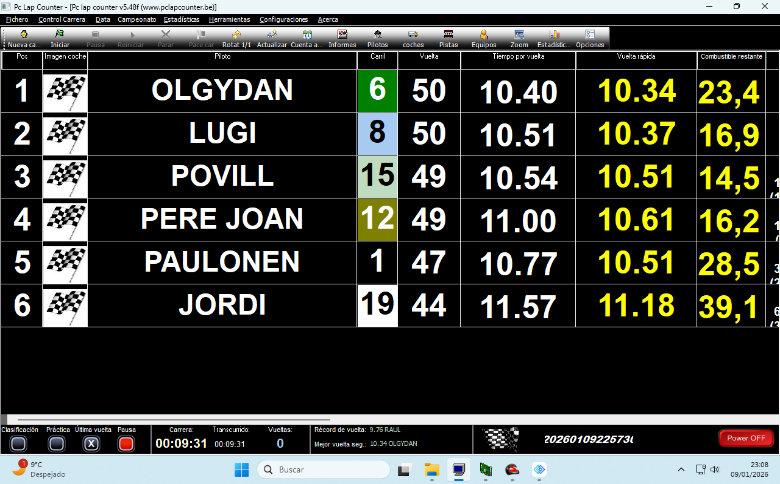 Pc Lap Counter - [Pc lap counter v5.48f (www.pclapcounter.be)]
Fichero Control Carrera Data Campeonato Estadísticas Herramientas Configuraciones Acerca
Nueva ca... Iniciar Pausa Reiniciar Parar Pace car Rotat 1/1 Actualizar Cuenta a... Informes Pilotos coches Pistas Equipos Zoom Estadístic... Opciones
Pos Imagen coche Piloto Carril Vuelta Tiempo por vuelta Vuelta rápida Combustible restante
1 OLGYDAN 6 50 10.40 10.34 23,4
2 LUGI 8 50 10.51 10.37 16,9
3 POVILL 15 49 10.54 10.51 14,5
4 PERE JOAN 12 49 11.00 10.61 16,2
5 PAULONEN 1 47 10.77 10.51 28,5
6 JORDI 19 44 11.57 11.18 39,1
Clasificación Práctica Última vuelta Pausa Carrera: Transcurrido: Vueltas: Récord de vuelta: 9.76 RAUL
X 00:09:31 00:09:31 0 Mejor vuelta seg.: 10.34 OLGYDAN Power OFF
1 9°C
Despejado
Buscar
23:08
09/01/2026